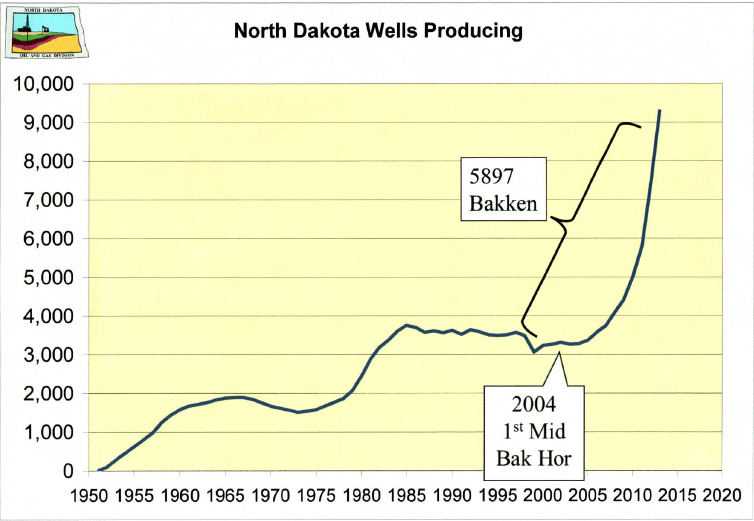 NORTH DAKOTA
OIL AND GAS DIVISION
North Dakota Wells Producing
10,000
9,000
8,000
7,000
6,000
5,000
4,000
3,000
2,000
1,000
0
5897
Bakken
2004
1st Mid
Bak Hor
1950 1955 1960 1965 1970 1975 1980 1985 1990 1995 2000 2005 2010 2015 2020